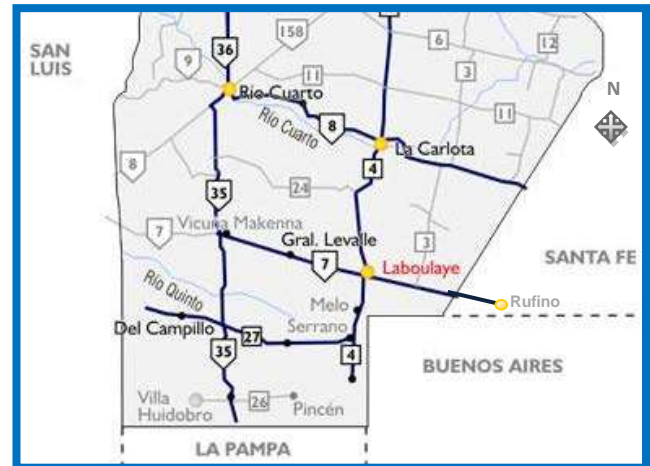 SAN
LUIS
36
158
6
12
9
11
3
11
N
Río Cuarto
Río Cuarto
8
La Carlota
8
4
35
24
Vicuña Makenna
7
Gral. Levalle
7
3
SANTA FE
Laboulaye
Río Quinto
Melo
Rufino
Del Campillo
27
Serrano
35
4
BUENOS AIRES
Villa
Huidobro
26
Pincén
LA PAMPA